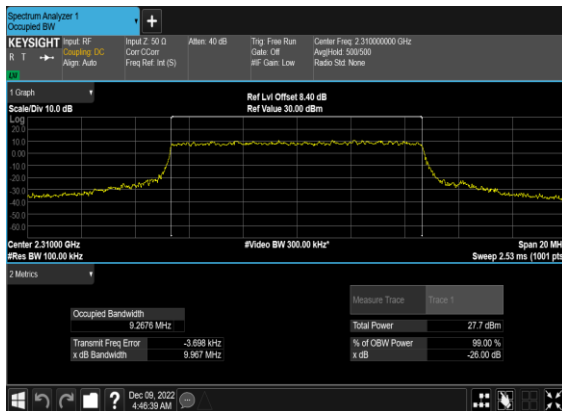 Spectrum Analyzer 1
Occupied BW
KEYSIGHT
R T
Input: RF
Coupling: DC
Align: Auto
Input Z: 50 Ω
Corr CCorr
Freq Ref: Int (S)
Atten: 40 dB
Trig: Free Run
Gate: Off
#IF Gain: Low
Center Freq: 2.310000000 GHz
Avg|Hold: 500/500
Radio Std: None
1 Graph
Scale/Div 10.0 dB
Ref Lvl Offset 8.40 dB
Ref Value 30.00 dBm
Log
20.0
10.0
0.00
-10.0
-20.0
-30.0
-40.0
-50.0
-60.0
Center 2.31000 GHz
#Res BW 100.00 kHz
#Video BW 300.00 kHz*
Span 20 MH
Sweep 2.53 ms (1001 pts
2 Metrics
Measure Trace
Trace 1
Occupied Bandwidth
9.2676 MHz
Total Power
27.7 dBm
Transmit Freq Error
-3.698 kHz
% of OBW Power
99.00 %
x dB Bandwidth
9.967 MHz
x dB
-26.00 dB
Dec 09, 2022
4:46:39 AM